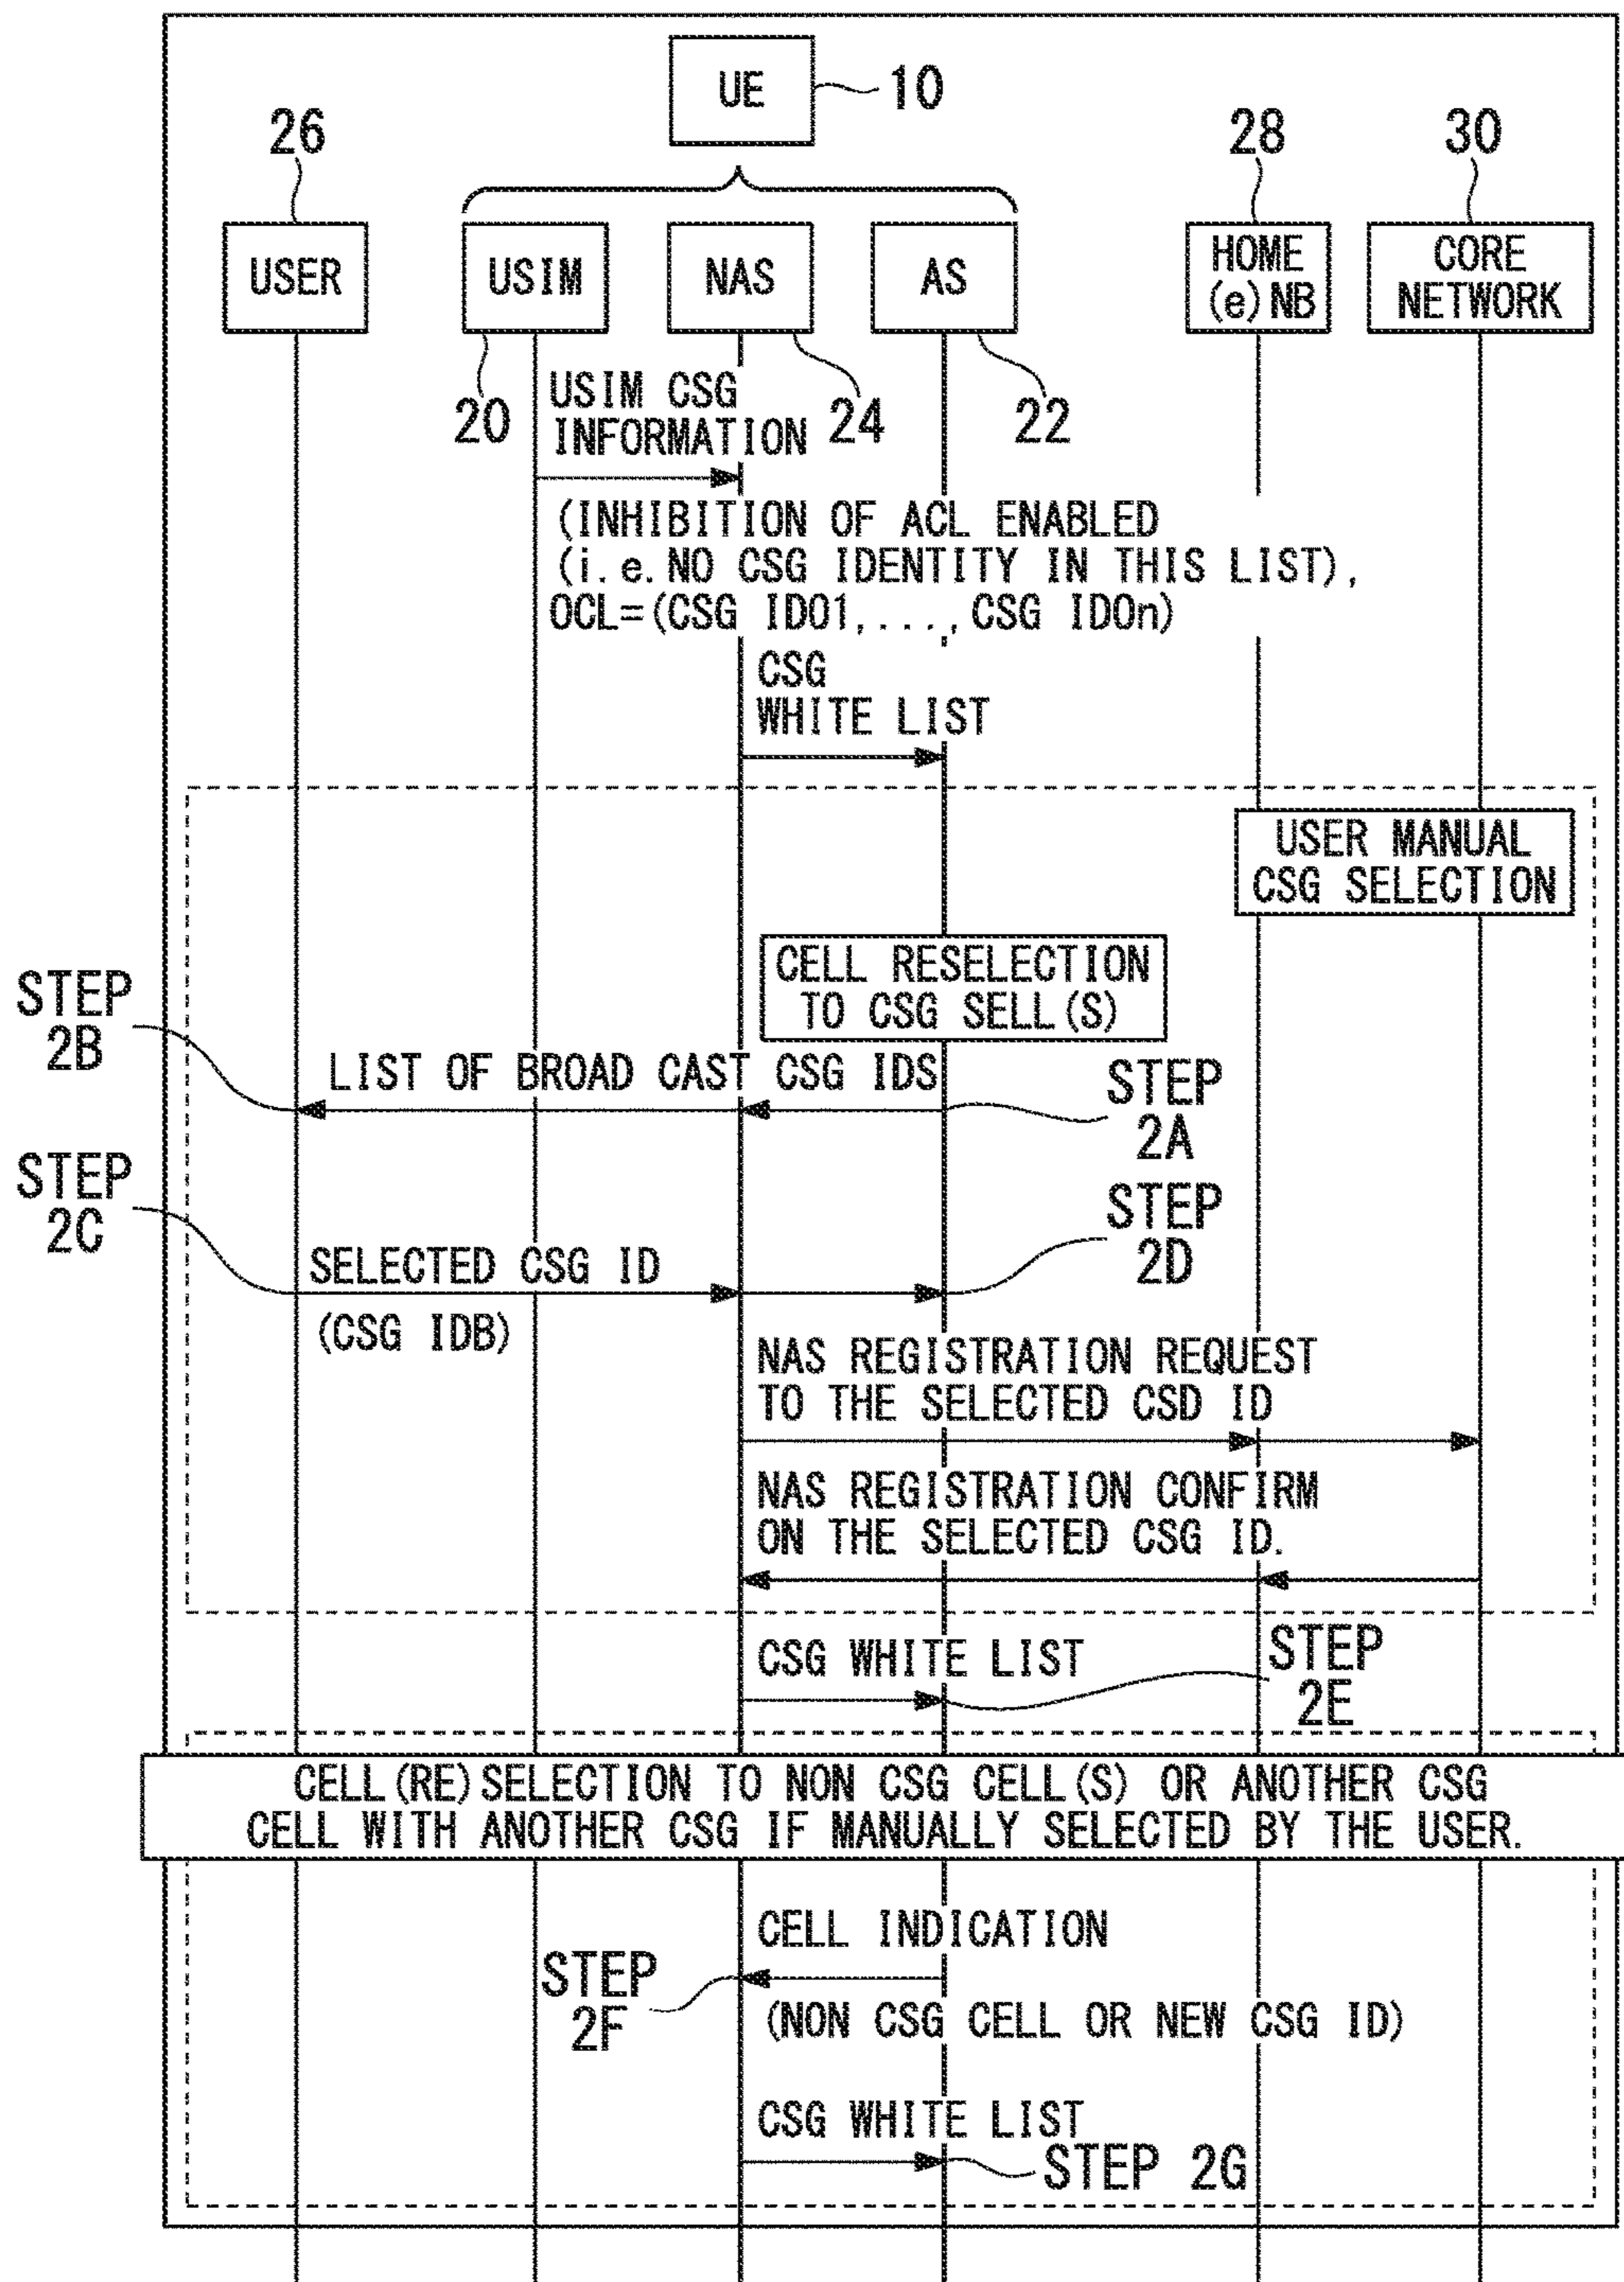 UE
10
26
28
30
USER
USIM
NAS
AS
HOME
(e)NB
CORE
NETWORK
20
24
22
USIM CSG
INFORMATION
(INHIBITION OF ACL ENABLED
(i.e.NO CSG IDENTITY IN THIS LIST),
OCL=(CSG ID01,...,CSG ID0n)
CSG
WHITE LIST
USER MANUAL
CSG SELECTION
CELL RESELECTION
TO CSG SELL(S)
STEP
2B
LIST OF BROAD CAST CSG IDS
STEP
2A
STEP
2C
STEP
2D
SELECTED CSG ID
(CSG IDB)
NAS REGISTRATION REQUEST
TO THE SELECTED CSD ID
NAS REGISTRATION CONFIRM
ON THE SELECTED CSG ID.
CSG WHITE LIST
STEP
2E
CELL(RE)SELECTION TO NON CSG CELL(S) OR ANOTHER CSG
CELL WITH ANOTHER CSG IF MANUALLY SELECTED BY THE USER.
CELL INDICATION
STEP
2F
(NON CSG CELL OR NEW CSG ID)
CSG WHITE LIST
STEP 2G